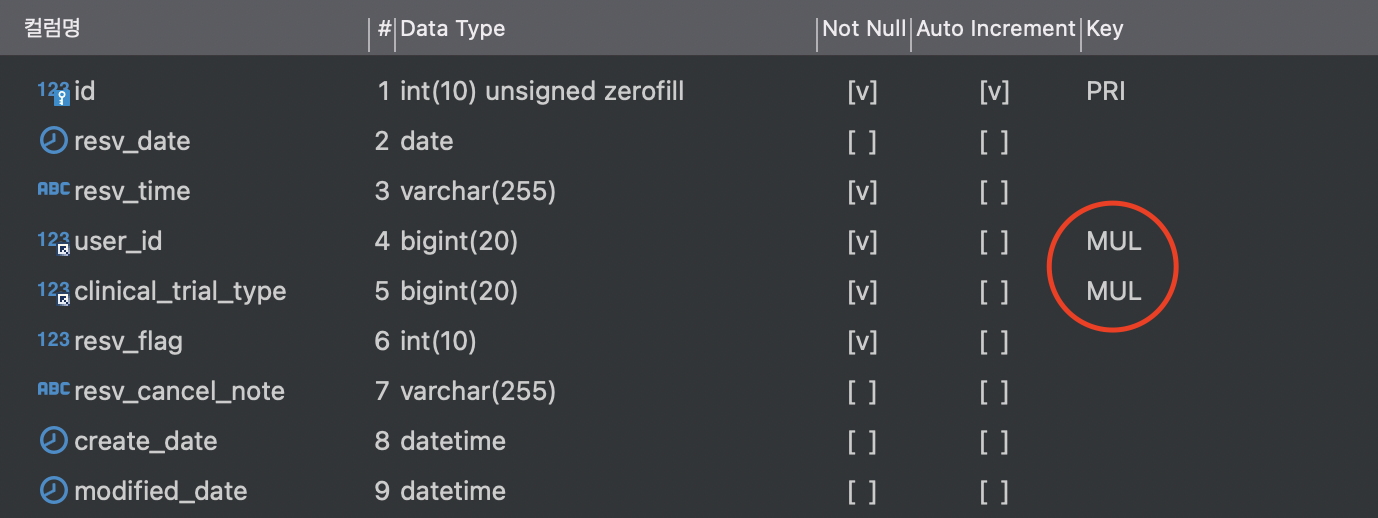 컬럼명 # Data Type Not Null Auto Increment Key
123 id 1 int(10) unsigned zerofill [v] [v] PRI
resv_date 2 date [ ] [ ]
ABC resv_time 3 varchar(255) [v] [ ]
123 user_id 4 bigint(20) [v] [ ] MUL
123 clinical_trial_type 5 bigint(20) [v] [ ] MUL
123 resv_flag 6 int(10) [v] [ ]
ABC resv_cancel_note 7 varchar(255) [ ] [ ]
create_date 8 datetime [ ] [ ]
modified_date 9 datetime [ ] [ ]